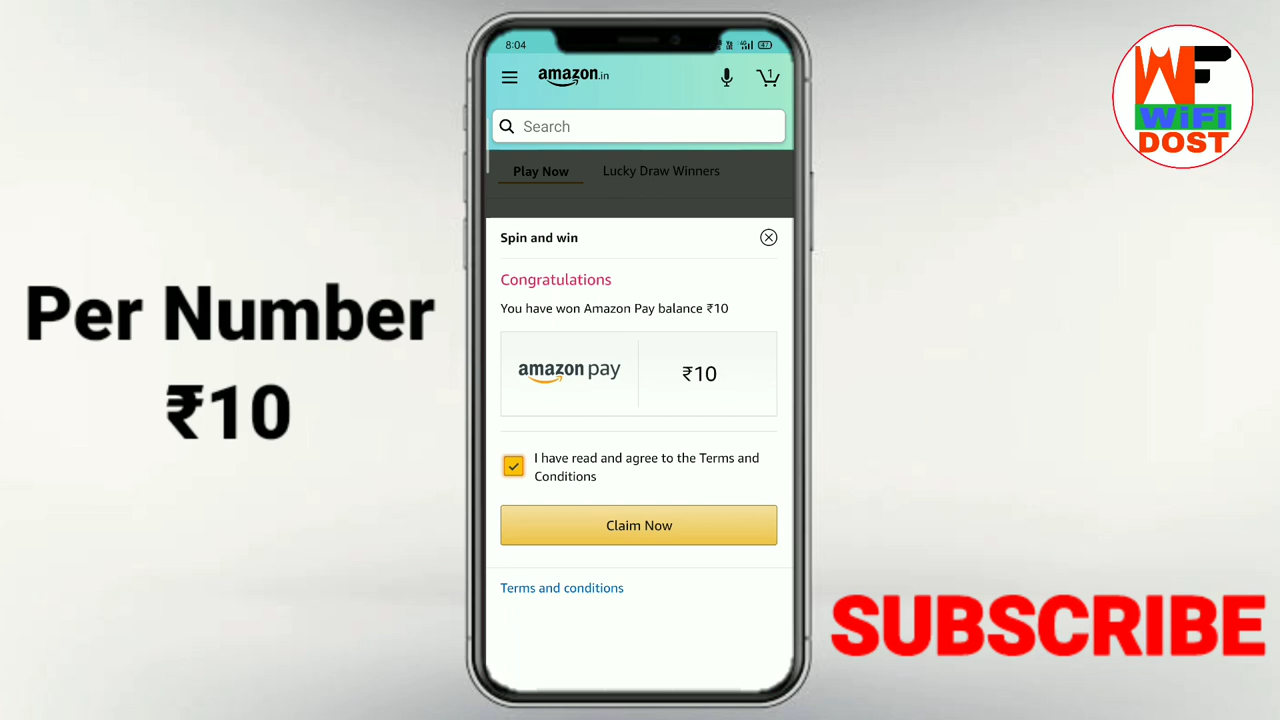 8:04
amazon.in
1
Search
Play Now
Lucky Draw Winners
Spin and win
Congratulations
You have won Amazon Pay balance ₹10
amazon pay
₹10
I have read and agree to the Terms and
Conditions
Claim Now
Terms and conditions
Per Number
₹10
WF
WiFi
DOST
SUBSCRIBE